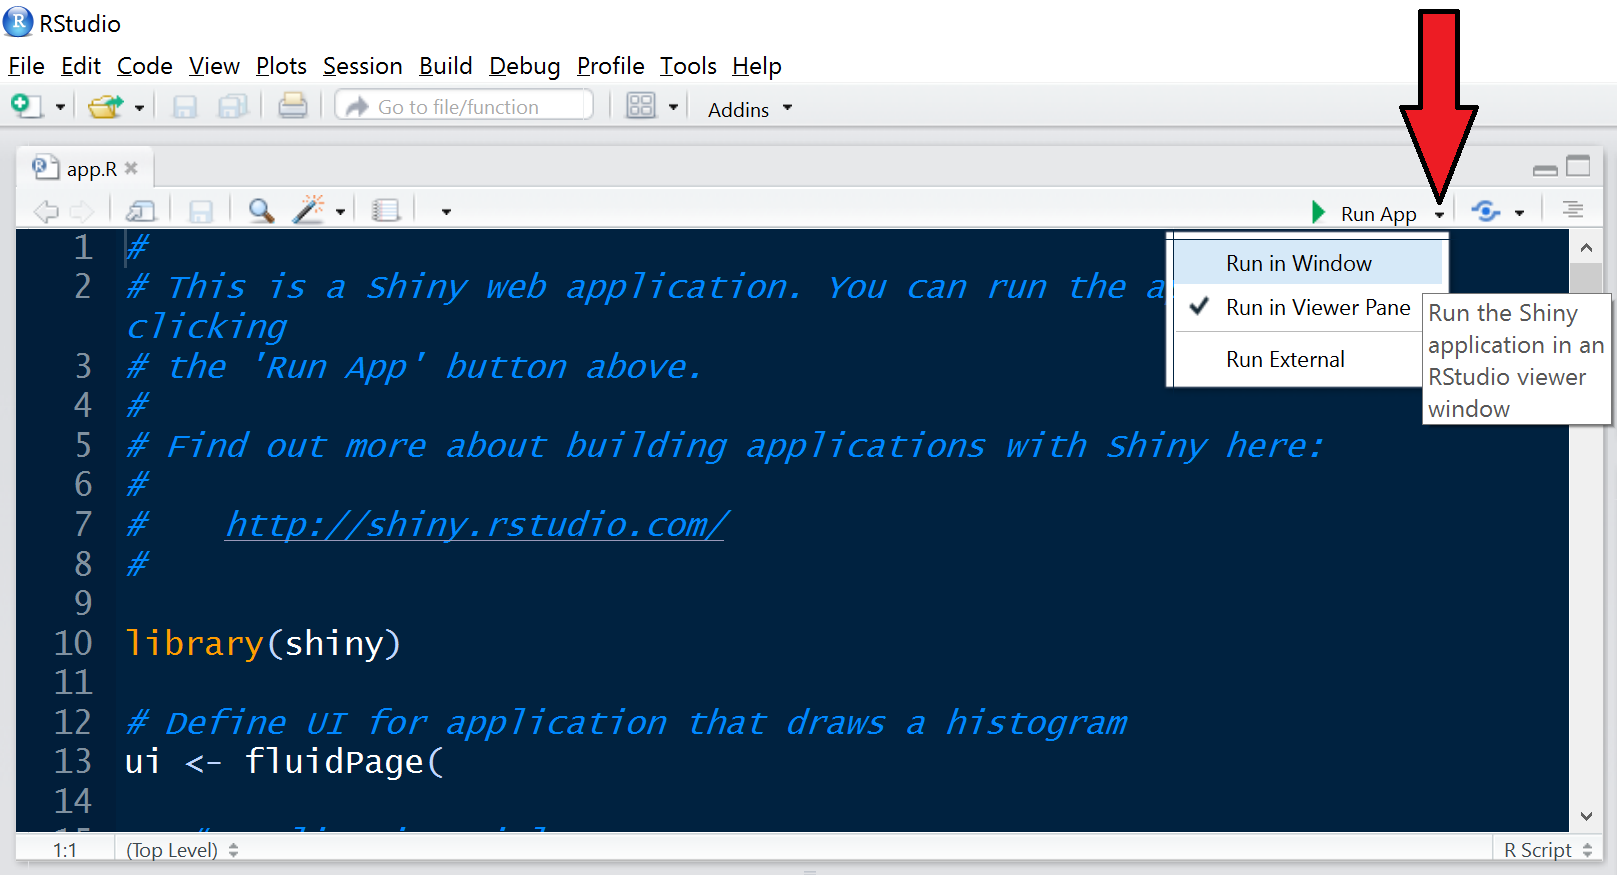 RStudio
File Edit Code View Plots Session Build Debug Profile Tools Help
Go to file/function Addins
app.R
Run App
Run in Window
Run in Viewer Pane
Run External
Run the Shiny
application in an
RStudio viewer
window
1 #
2 # This is a Shiny web application. You can run the a
clicking
3 # the 'Run App' button above.
4 #
5 # Find out more about building applications with Shiny here:
6 #
7 # http://shiny.rstudio.com/
8 #
9
10 library(shiny)
11
12 # Define UI for application that draws a histogram
13 ui <- fluidPage(
14
1:1 (Top Level) R Script